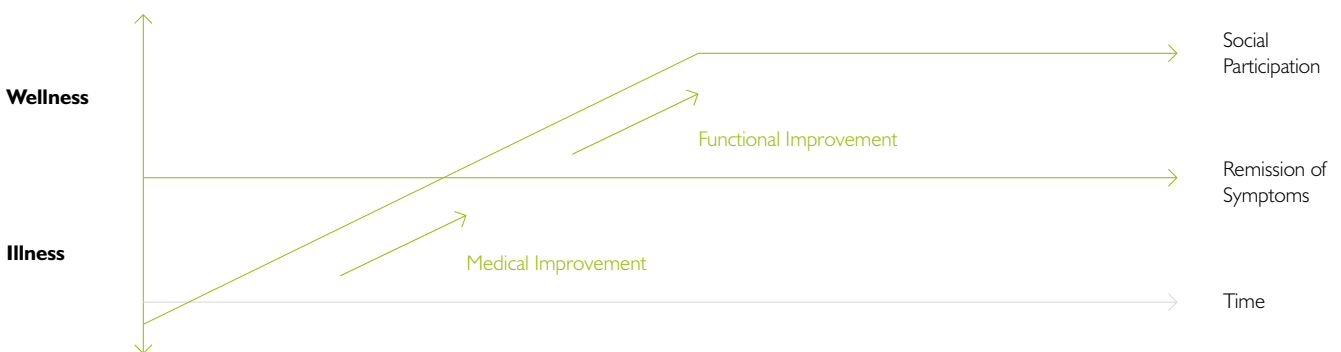 Social
Participation
Wellness
Functional Improvement
Remission of
Symptoms
Illness
Medical Improvement
Time